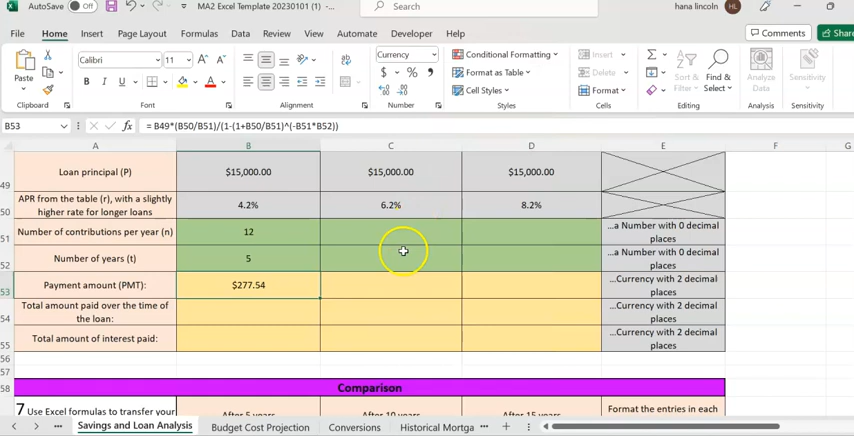 AutoSave Off MA2 Excel Template 20230101 (1) -... Search hana lincoln HL
File Home Insert Page Layout Formulas Data Review View Developer Help Comments Share
Paste Calibri 11 A^ A˅ B I U A ab Currency $ % 9 Conditional Formatting Format as Table Cell Styles Insert Delete Format Σ Sort & Filter Find & Select Analyze Data Sensitivity
Clipboard Font Alignment Number Styles Cells Editing Analysis Sensitivity
B53 fx = B49*(B50/B51)/(1-(1+B50/B51)^(-B51*B52))
A B C D E F G
49 Loan principal (P) $15,000.00 $15,000.00 $15,000.00
50 APR from the table (r), with a slightly higher rate for longer loans 4.2% 6.2% 8.2%
51 Number of contributions per year (n) 12 ...a Number with 0 decimal places
52 Number of years (t) 5 ...a Number with 0 decimal places
53 Payment amount (PMT): $277.54 ...Currency with 2 decimal places
54 Total amount paid over the time of the loan: ...Currency with 2 decimal places
55 Total amount of interest paid: ...Currency with 2 decimal places
56
57
58 Comparison
7 Use Excel formulas to transfer your After 5 years After 10 years After 15 years Format the entries in each
Savings and Loan Analysis Budget Cost Projection Conversions Historical Mortga ...